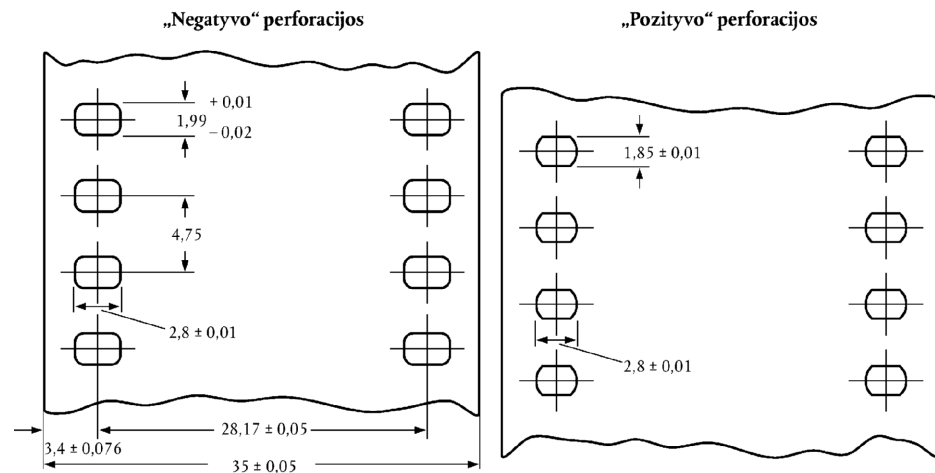 „Negatyvo“ perforacijos
+ 0,01
1,99
– 0,02
4,75
2,8 ± 0,01
28,17 ± 0,05
3,4 ± 0,076
35 ± 0,05
„Pozityvo“ perforacijos
1,85 ± 0,01
2,8 ± 0,01